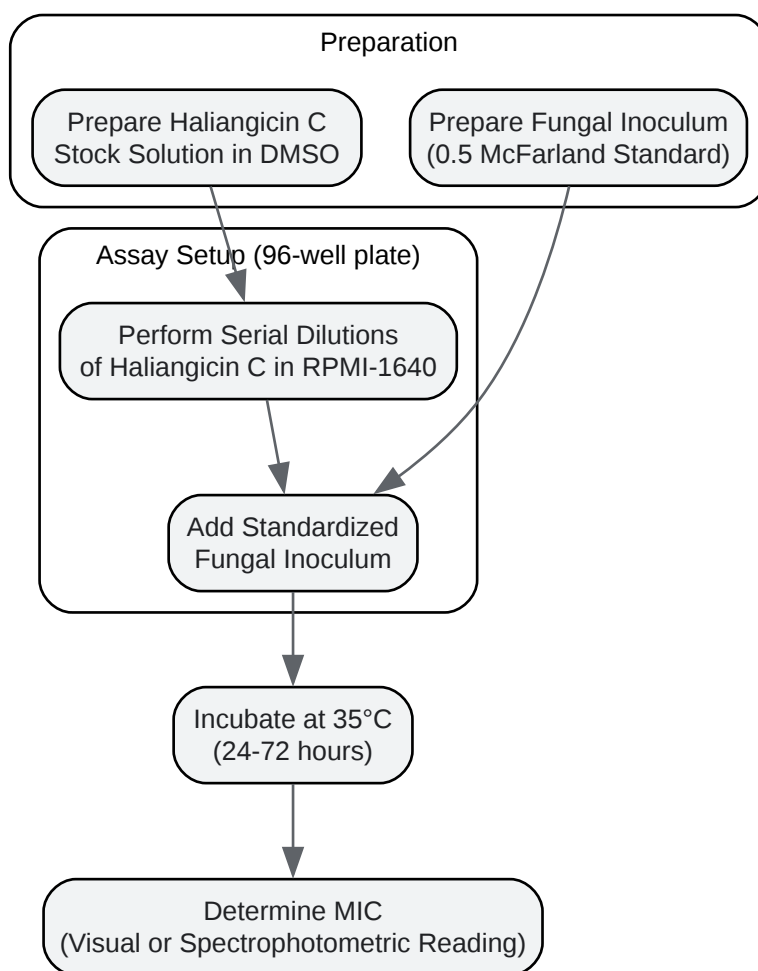 Preparation
Prepare Haliangicin C
Stock Solution in DMSO
Prepare Fungal Inoculum
(0.5 McFarland Standard)
Assay Setup (96-well plate)
Perform Serial Dilutions
of Haliangicin C in RPMI-1640
Add Standardized
Fungal Inoculum
Incubate at 35°C
(24-72 hours)
Determine MIC
(Visual or Spectrophotometric Reading)